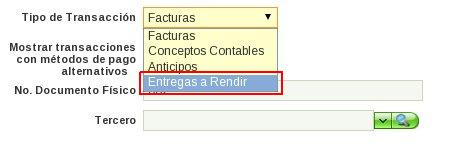 Tipo de Transacción Facturas
Facturas
Conceptos Contables
Anticipos
Entregas a Rendir
Mostrar transacciones
con métodos de pago
alternativos
No. Documento Físico
Tercero